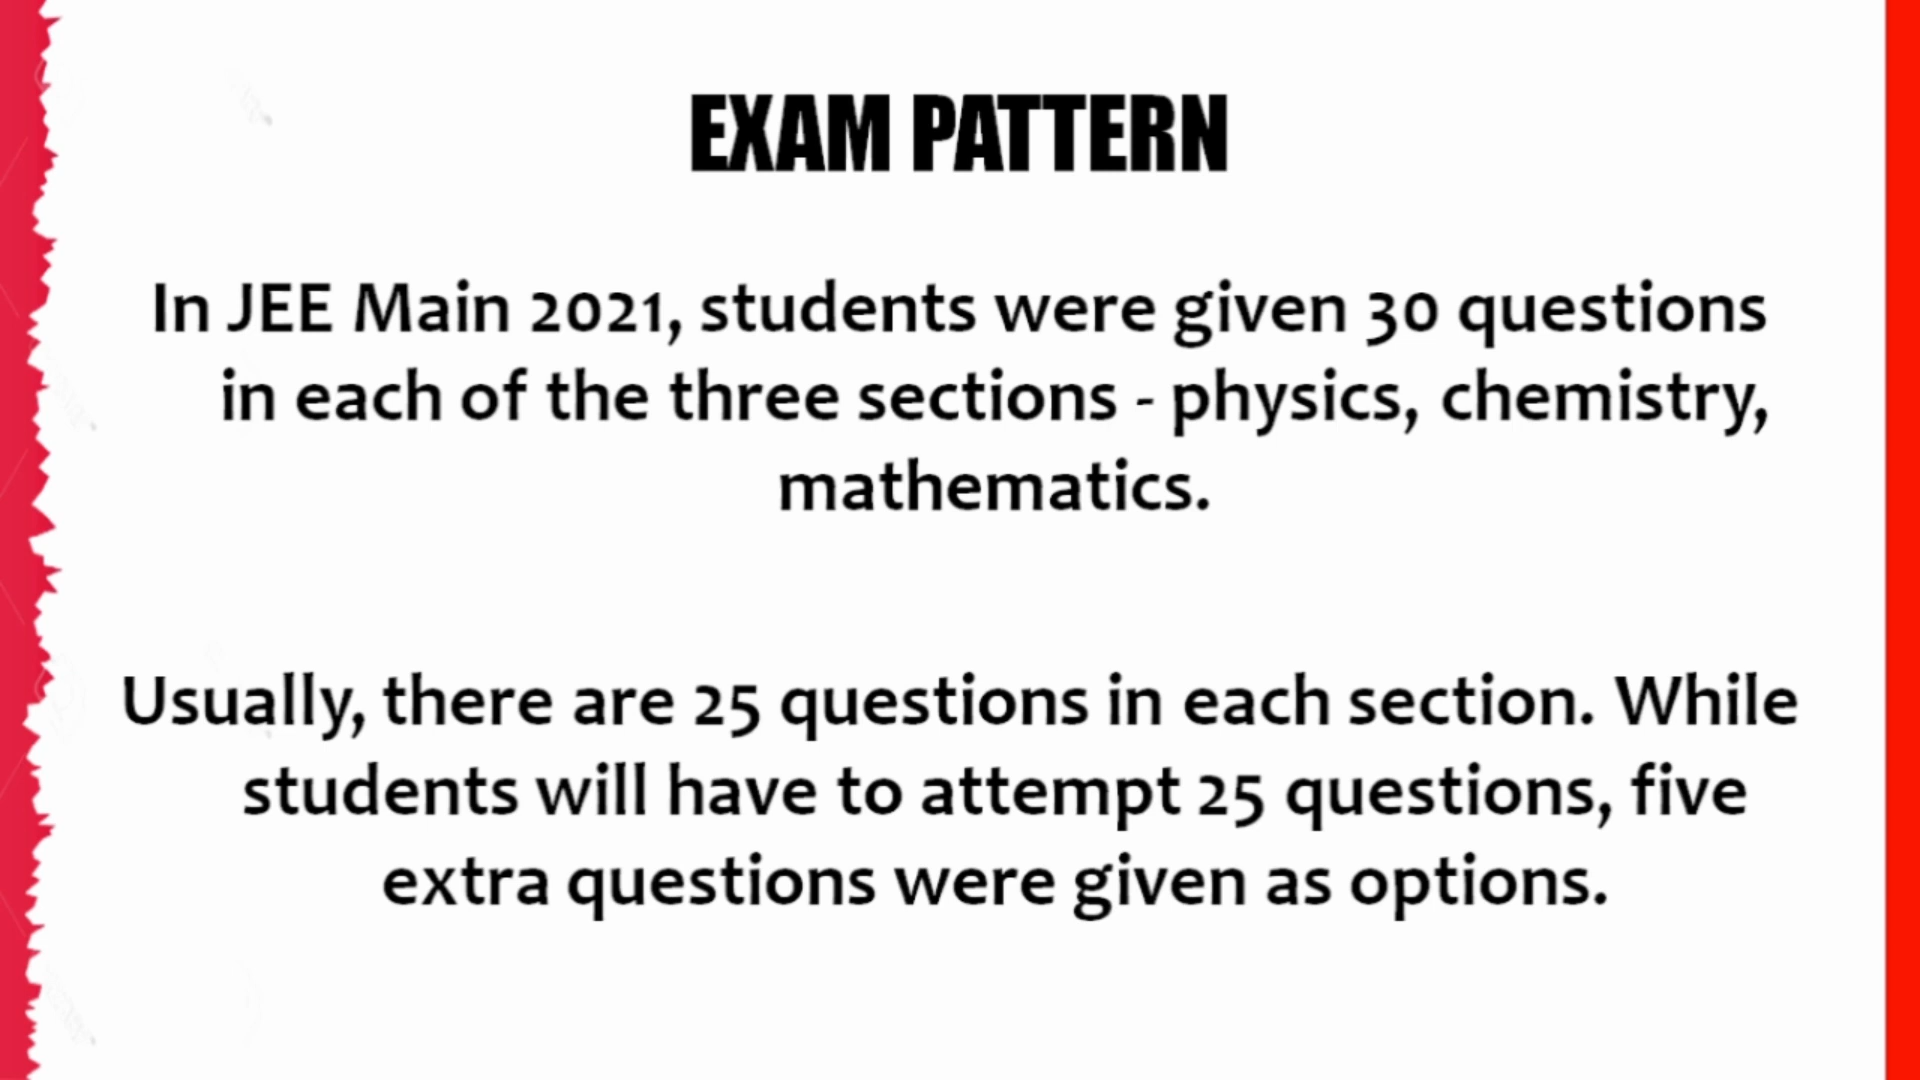 EXAM PATTERN
In JEE Main 2021, students were given 30 questions
in each of the three sections - physics, chemistry,
mathematics.
Usually, there are 25 questions in each section. While
students will have to attempt 25 questions, five
extra questions were given as options.